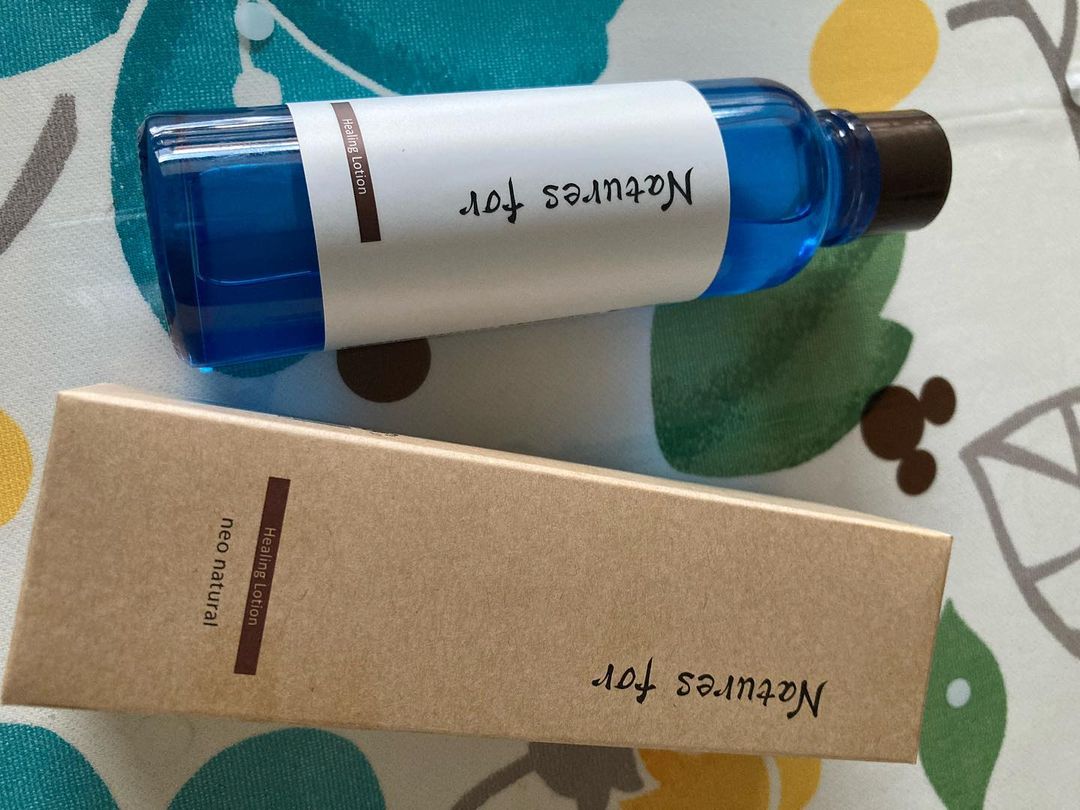 Natures for
Healing Lotion
Natures for
Healing Lotion
neo natural